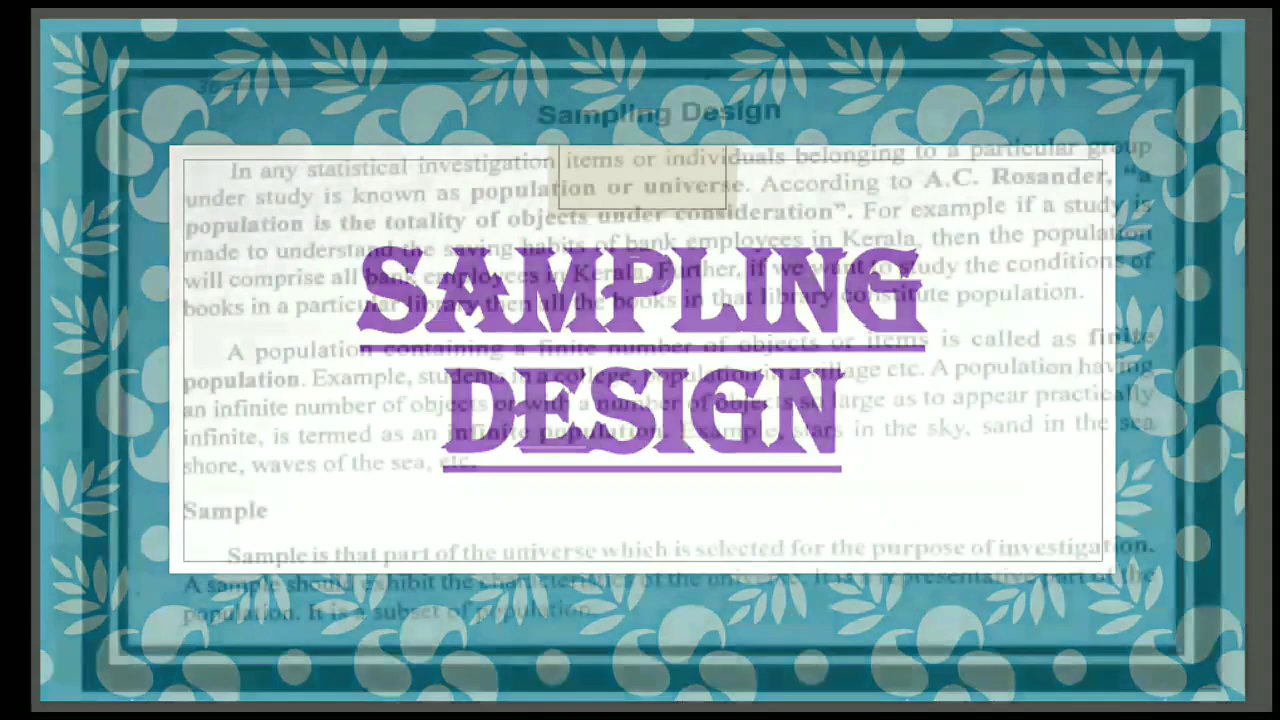 Sampling Design
In any statistical investigation items or individuals belonging to a particular group
under study is known as population or universe. According to A.C. Rosander, “a
population is the totality of objects under consideration”. For example if a study is
made to understand the saving habits of bank employees in Kerala, then the population
will comprise all bank employees in Kerala. Further, if we want to study the conditions of
books in a particular library then all the books in that library constitute population.
SAMPLING
DESIGN
A population containing a finite number of objects or items is called as finite
population. Example, students in a college, population in a village etc. A population having
an infinite number of objects or with a number of objects so large as to appear practically
infinite, is termed as an infinite population. Example, stars in the sky, sand in the sea
shore, waves of the sea, etc.
Sample
Sample is that part of the universe which is selected for the purpose of investigation.
A sample should exhibit the characteristics of the universe. It is a representative part of the
population. It is a subset of population.